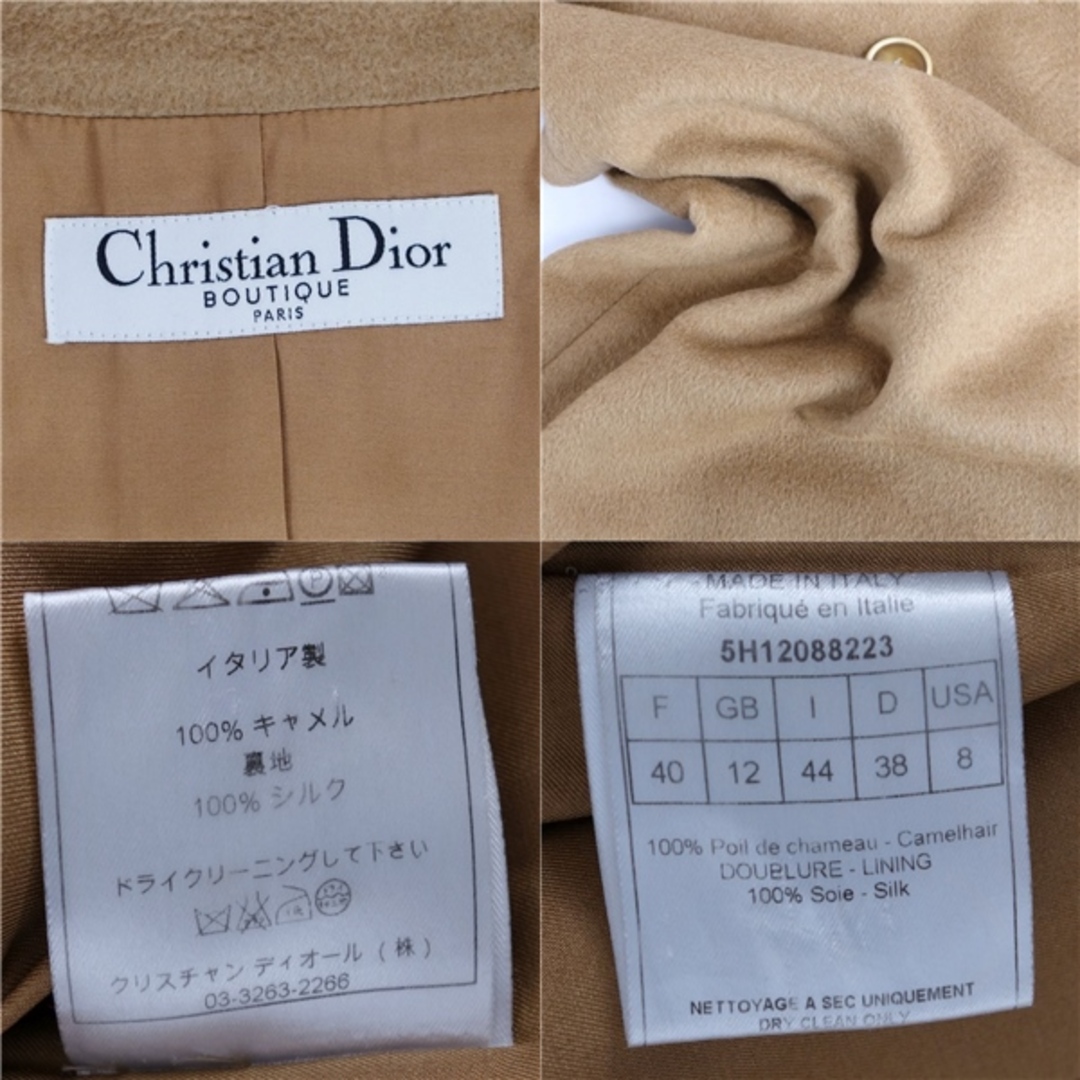 Christian Dior
BOUTIQUE
PARIS
イタリア製
100% キャメル
裏地
100% シルク
ドライクリーニングして下さい
クリスチャン ディオール (株)
03-3263-2266
MADE IN ITALY
Fabriqué en Italie
5H12088223
F GB I D USA
40 12 44 38 8
100% Poil de chameau - Camelhair
DOUBLURE - LINING
100% Soie - Silk
NETTOYAGE A SEC UNIQUEMENT
DRY CLEAN ONLY